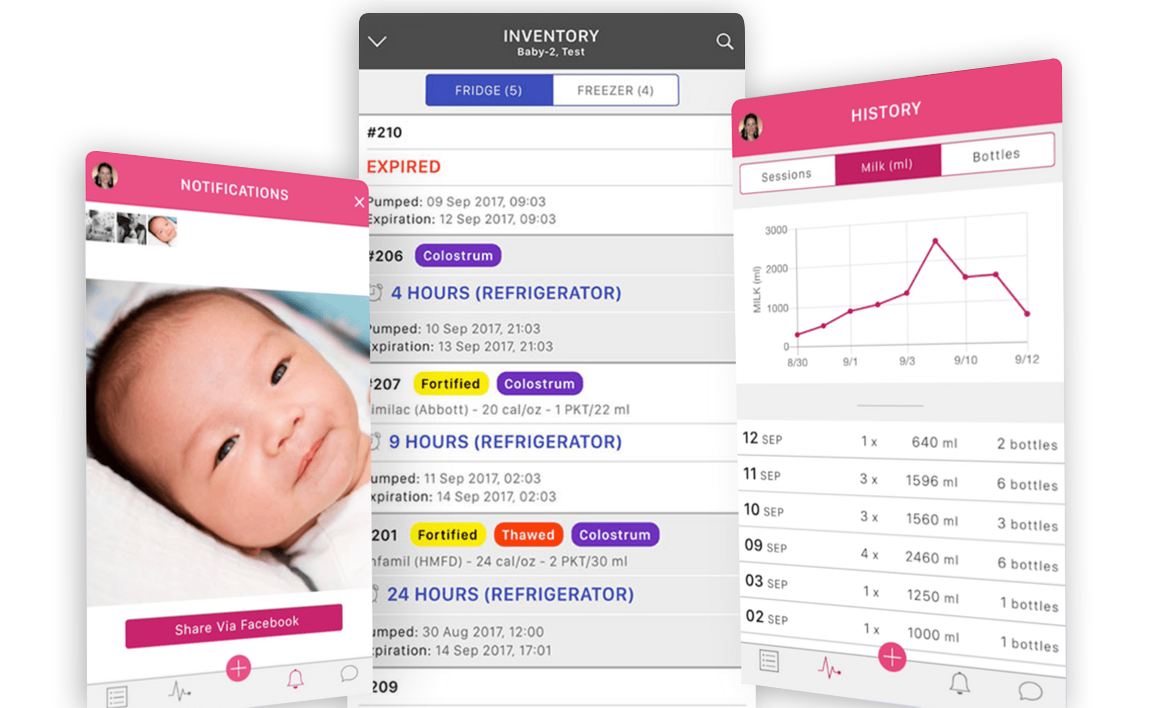 NOTIFICATIONS
Share Via Facebook
INVENTORY
Baby-2, Test
FRIDGE (5)
FREEZER (4)
#210
EXPIRED
Pumped: 09 Sep 2017, 09:03
Expiration: 12 Sep 2017, 09:03
#206 Colostrum
4 HOURS (REFRIGERATOR)
Pumped: 10 Sep 2017, 21:03
xpiration: 13 Sep 2017, 21:03
#207 Fortified Colostrum
imilac (Abbott) - 20 cal/oz - 1 PKT/22 ml
9 HOURS (REFRIGERATOR)
umped: 11 Sep 2017, 02:03
xpiration: 14 Sep 2017, 02:03
201 Fortified Thawed Colostrum
nfamil (HMFD) - 24 cal/oz - 2 PKT/30 ml
24 HOURS (REFRIGERATOR)
umped: 30 Aug 2017, 12:00
xpiration: 14 Sep 2017, 17:01
209
HISTORY
Sessions
Milk (ml)
Bottles
MILK (ml)
3000
2000
1000
0
8/30 9/1 9/3 9/10 9/12
12 SEP 1 x 640 ml 2 bottles
11 SEP 3 x 1596 ml 6 bottles
10 SEP 3 x 1560 ml 3 bottles
09 SEP 4 x 2460 ml 6 bottles
03 SEP 1 x 1250 ml 1 bottles
02 SEP 1 x 1000 ml 1 bottles